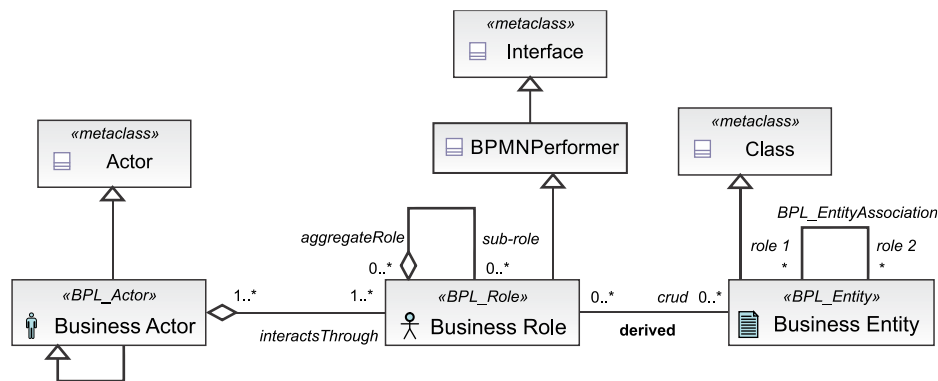 «metaclass»
Interface
«metaclass»
Actor
BPMNPerformer
«metaclass»
Class
BPL_EntityAssociation
aggregateRole
sub-role
role 1
role 2
0..*
0..*
*
*
«BPL_Actor»
Business Actor
1..*
1..*
interactsThrough
«BPL_Role»
Business Role
0..*
crud
0..*
derived
«BPL_Entity»
Business Entity